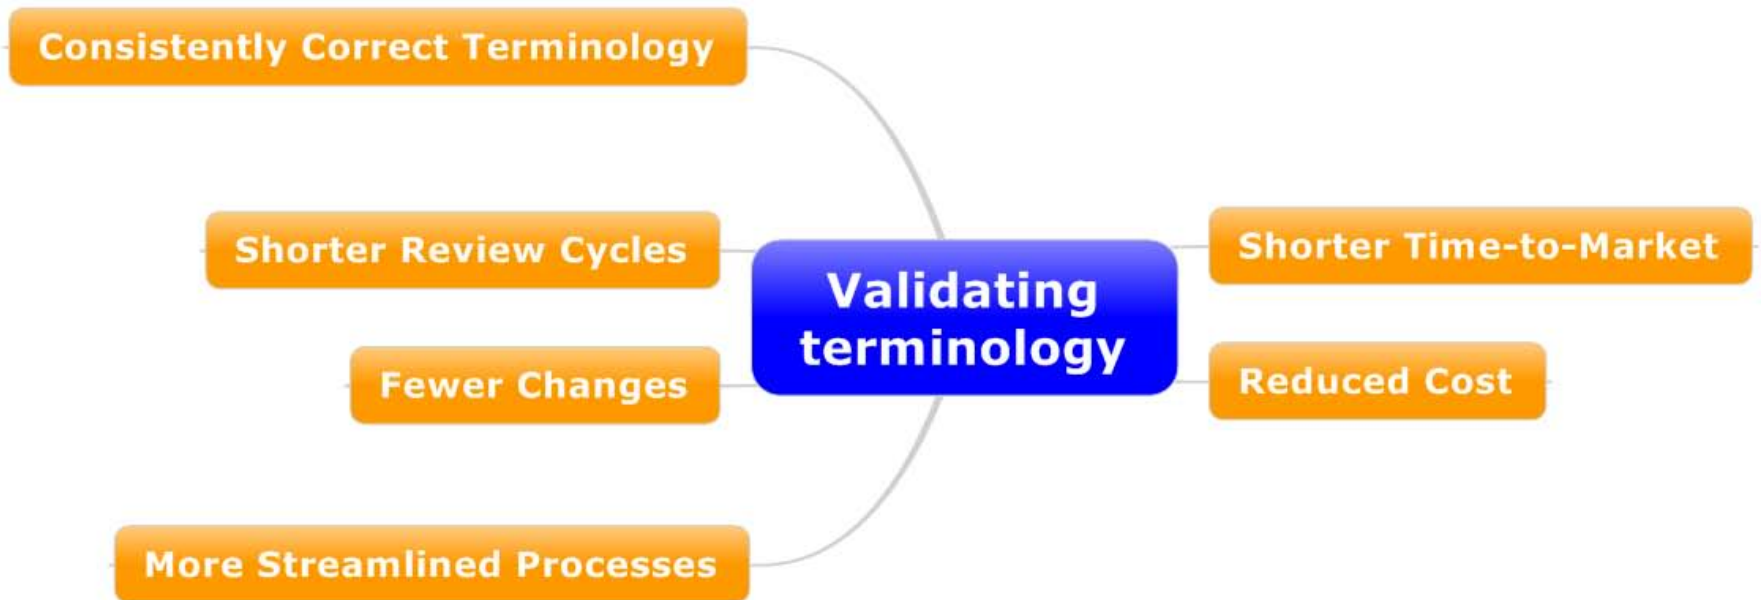 Consistently Correct Terminology
Shorter Review Cycles
Fewer Changes
More Streamlined Processes
Validating
terminology
Shorter Time-to-Market
Reduced Cost